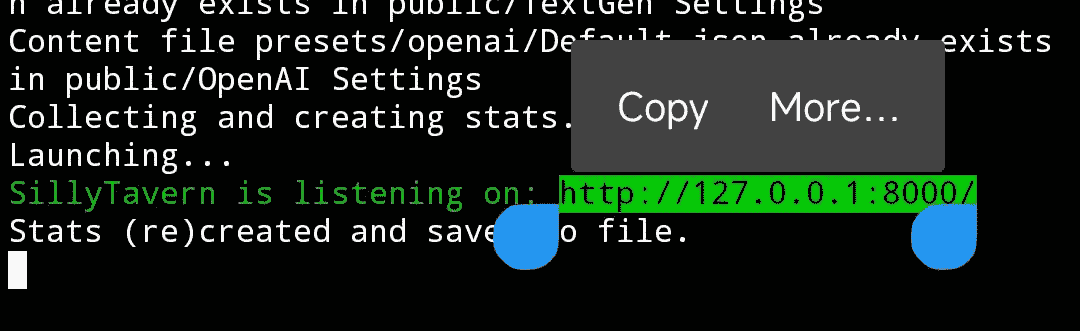 n already exists in public/TextGen Settings
Content file presets/openai/Default.json already exists
in public/OpenAI Settings
Collecting and creating stats.
Copy More...
Launching...
SillyTavern is listening on: http://127.0.0.1:8000/
Stats (re)created and save o file.